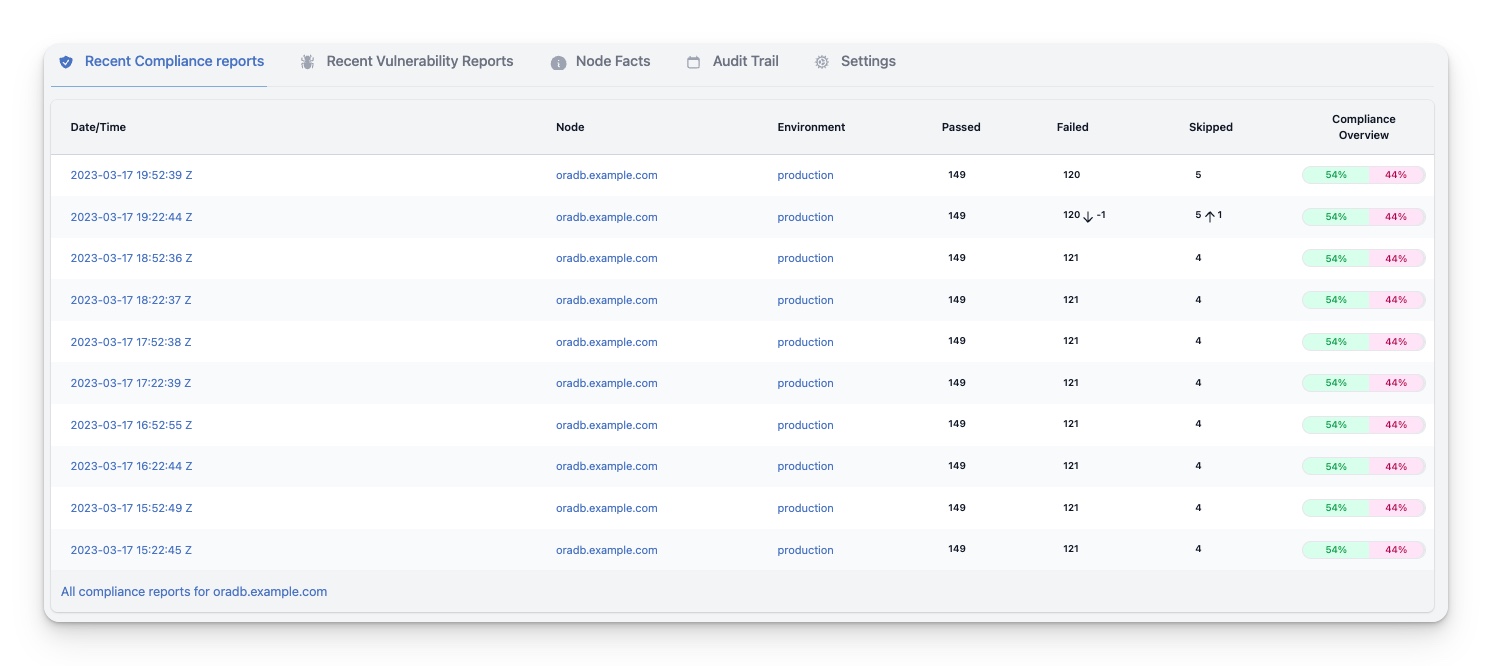 Recent Compliance reports Recent Vulnerability Reports Node Facts Audit Trail Settings
Date/Time Node Environment Passed Failed Skipped Compliance Overview
2023-03-17 19:52:39 Z oradb.example.com production 149 120 5 54% 44%
2023-03-17 19:22:44 Z oradb.example.com production 149 120 ↓ -1 5 ↑ 1 54% 44%
2023-03-17 18:52:36 Z oradb.example.com production 149 121 4 54% 44%
2023-03-17 18:22:37 Z oradb.example.com production 149 121 4 54% 44%
2023-03-17 17:52:38 Z oradb.example.com production 149 121 4 54% 44%
2023-03-17 17:22:39 Z oradb.example.com production 149 121 4 54% 44%
2023-03-17 16:52:55 Z oradb.example.com production 149 121 4 54% 44%
2023-03-17 16:22:44 Z oradb.example.com production 149 121 4 54% 44%
2023-03-17 15:52:49 Z oradb.example.com production 149 121 4 54% 44%
2023-03-17 15:22:45 Z oradb.example.com production 149 121 4 54% 44%
All compliance reports for oradb.example.com